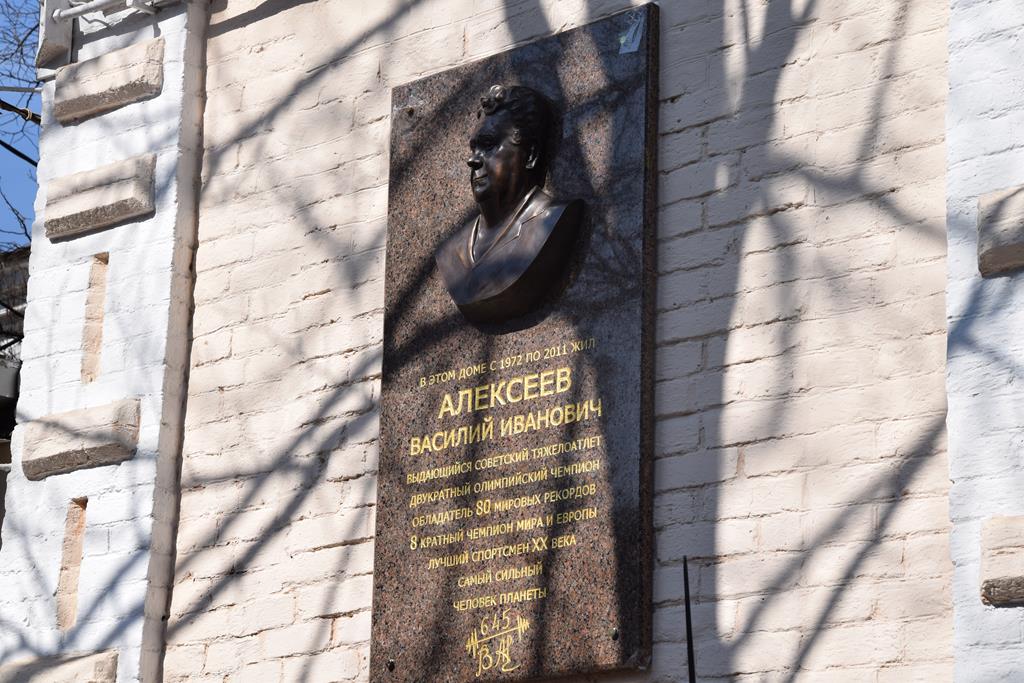 В ЭТОМ ДОМЕ С 1972 ПО 2011 ЖИЛ
АЛЕКСЕЕВ
ВАСИЛИЙ ИВАНОВИЧ
ВЫДАЮЩИЙСЯ СОВЕТСКИЙ ТЯЖЕЛОАТЛЕТ
ДВУКРАТНЫЙ ОЛИМПИЙСКИЙ ЧЕМПИОН
ОБЛАДАТЕЛЬ 80 МИРОВЫХ РЕКОРДОВ
8 КРАТНЫЙ ЧЕМПИОН МИРА И ЕВРОПЫ
ЛУЧШИЙ СПОРТСМЕН XX ВЕКА
САМЫЙ СИЛЬНЫЙ
ЧЕЛОВЕК ПЛАНЕТЫ
645